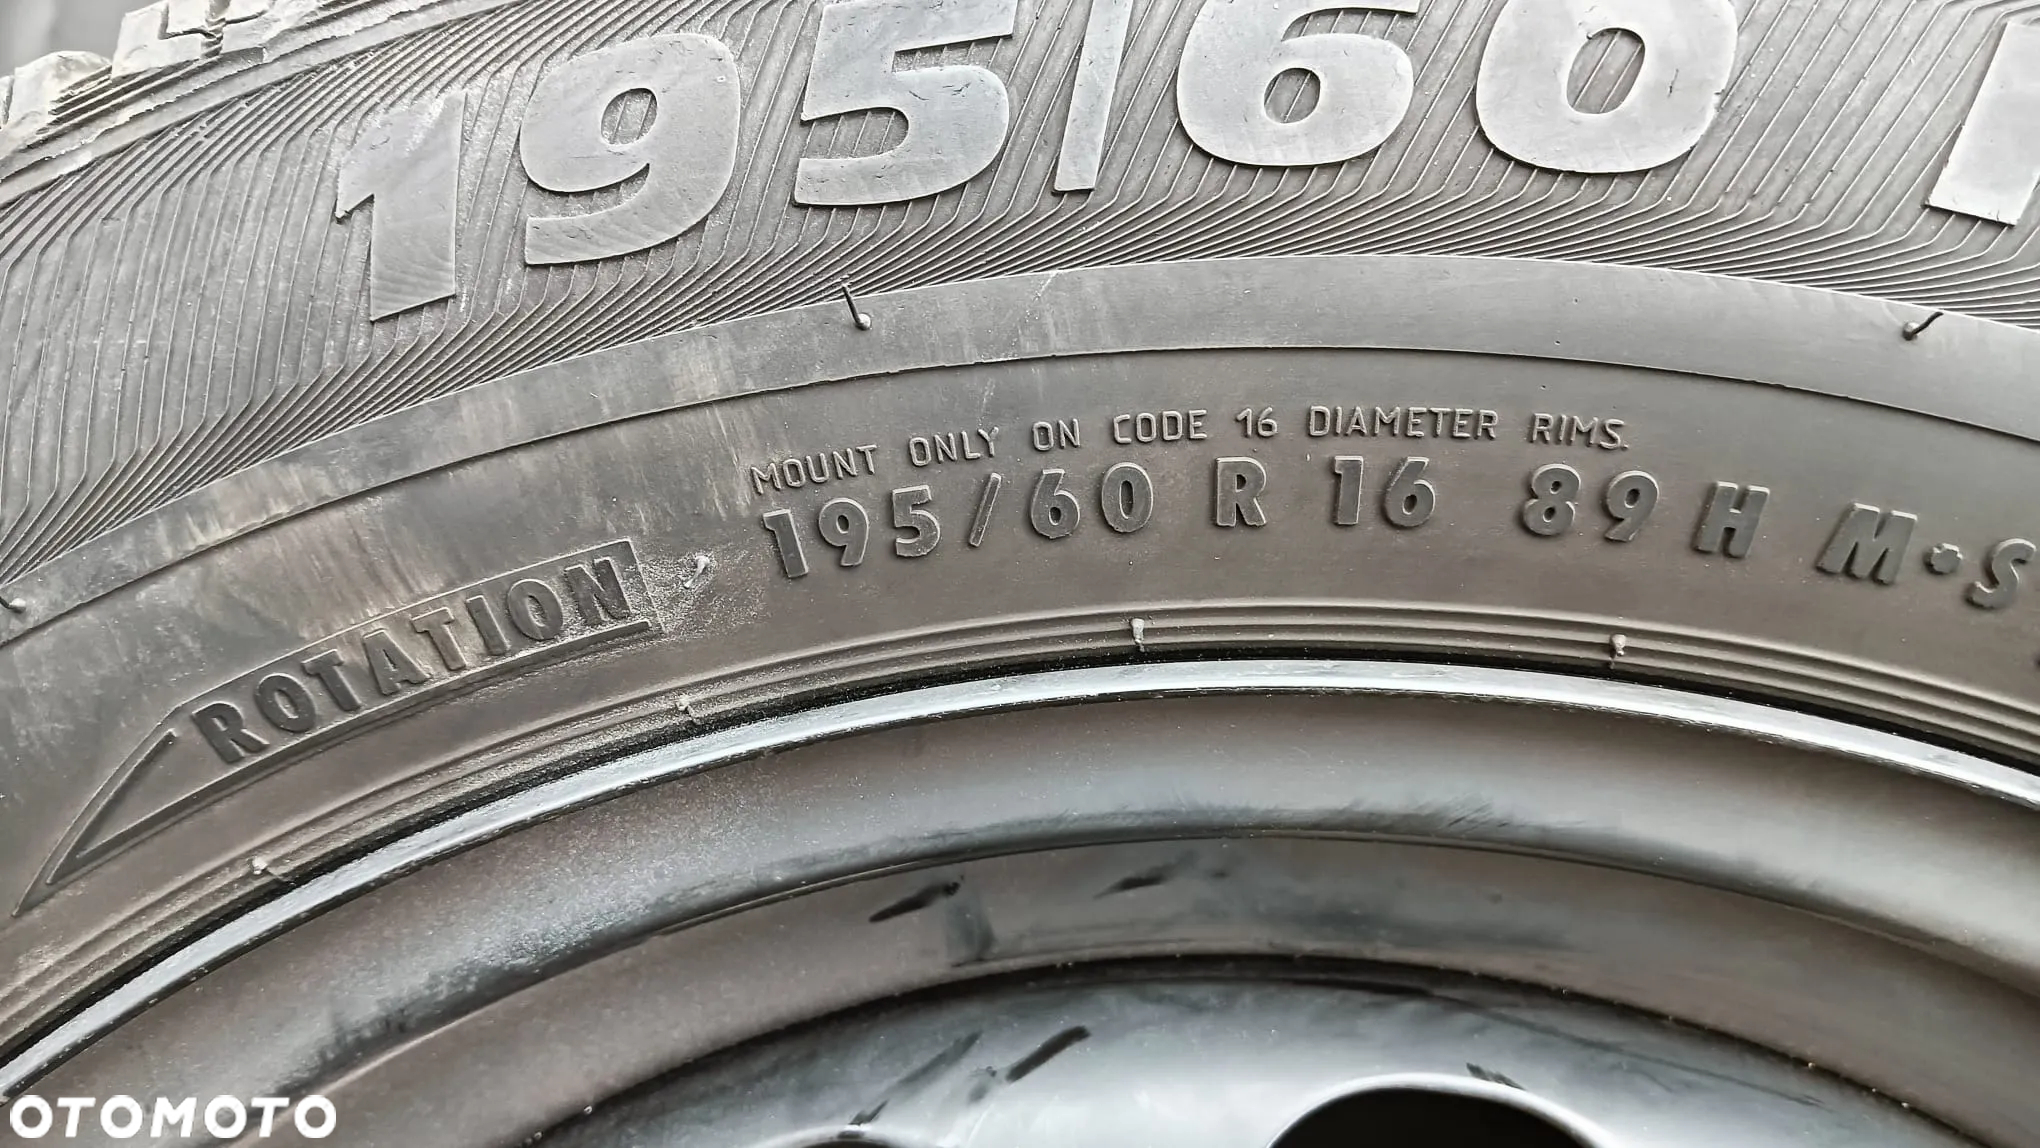 195/60
MOUNT ONLY ON CODE 16 DIAMETER RIMS.
195/60 R 16 89 H M+S
ROTATION
OTOMOTO